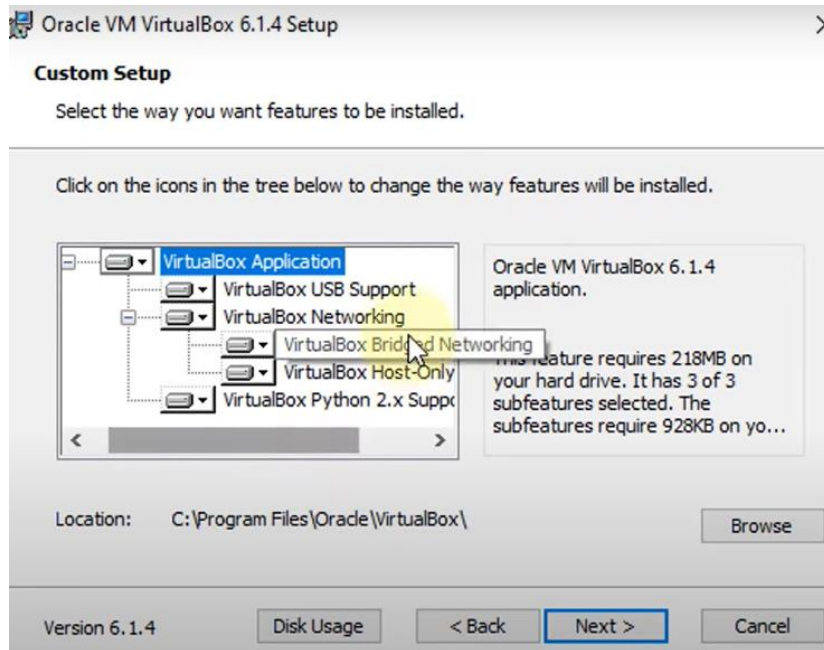 Oracle VM VirtualBox 6.1.4 Setup
Custom Setup
Select the way you want features to be installed.
Click on the icons in the tree below to change the way features will be installed.
VirtualBox Application
VirtualBox USB Support
VirtualBox Networking
VirtualBox Bridged Networking
VirtualBox Host-Only
VirtualBox Python 2.x Suppo
Oracle VM VirtualBox 6.1.4
application.
This feature requires 218MB on
your hard drive. It has 3 of 3
subfeatures selected. The
subfeatures require 928KB on yo...
Location: C:\Program Files\Oracle\VirtualBox\
Browse
Version 6.1.4
Disk Usage
< Back
Next >
Cancel